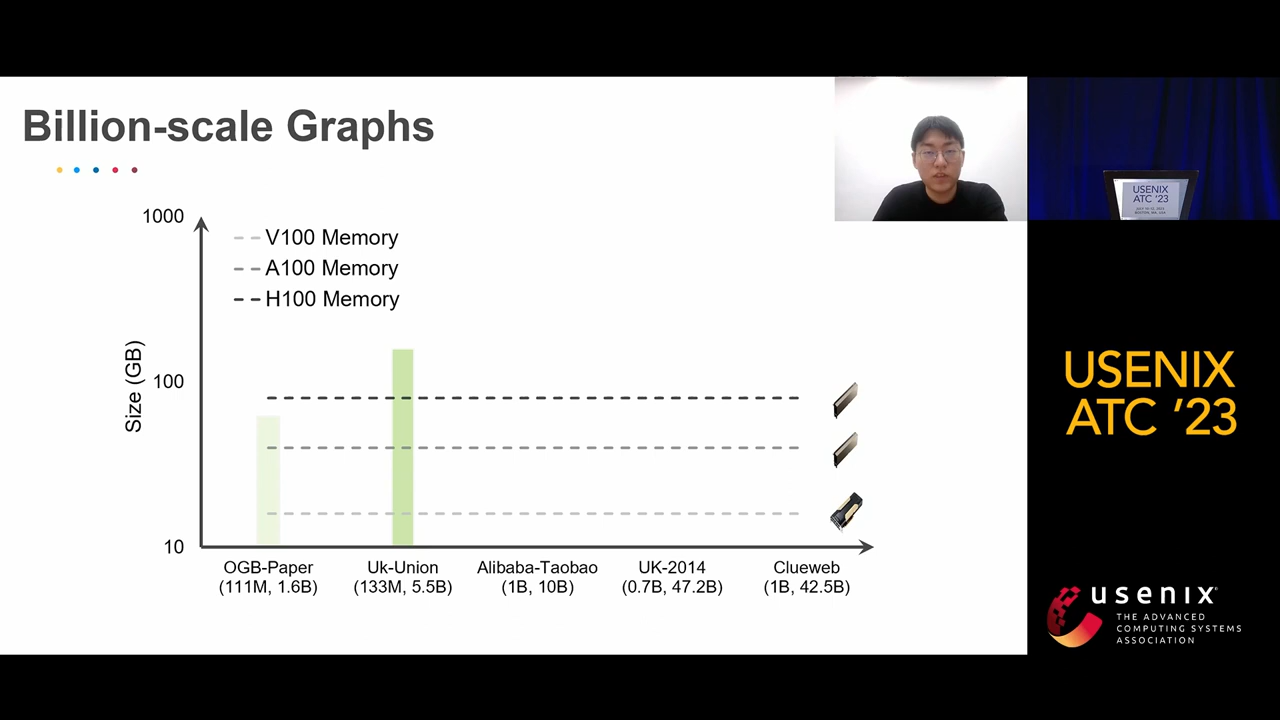 Billion-scale Graphs
1000
V100 Memory
A100 Memory
H100 Memory
Size (GB)
100
10
OGB-Paper
(111M, 1.6B)
Uk-Union
(133M, 5.5B)
Alibaba-Taobao
(1B, 10B)
UK-2014
(0.7B, 47.2B)
Clueweb
(1B, 42.5B)
USENIX
ATC '23
USENIX
ATC '23
usenix
THE ADVANCED
COMPUTING SYSTEMS
ASSOCIATION